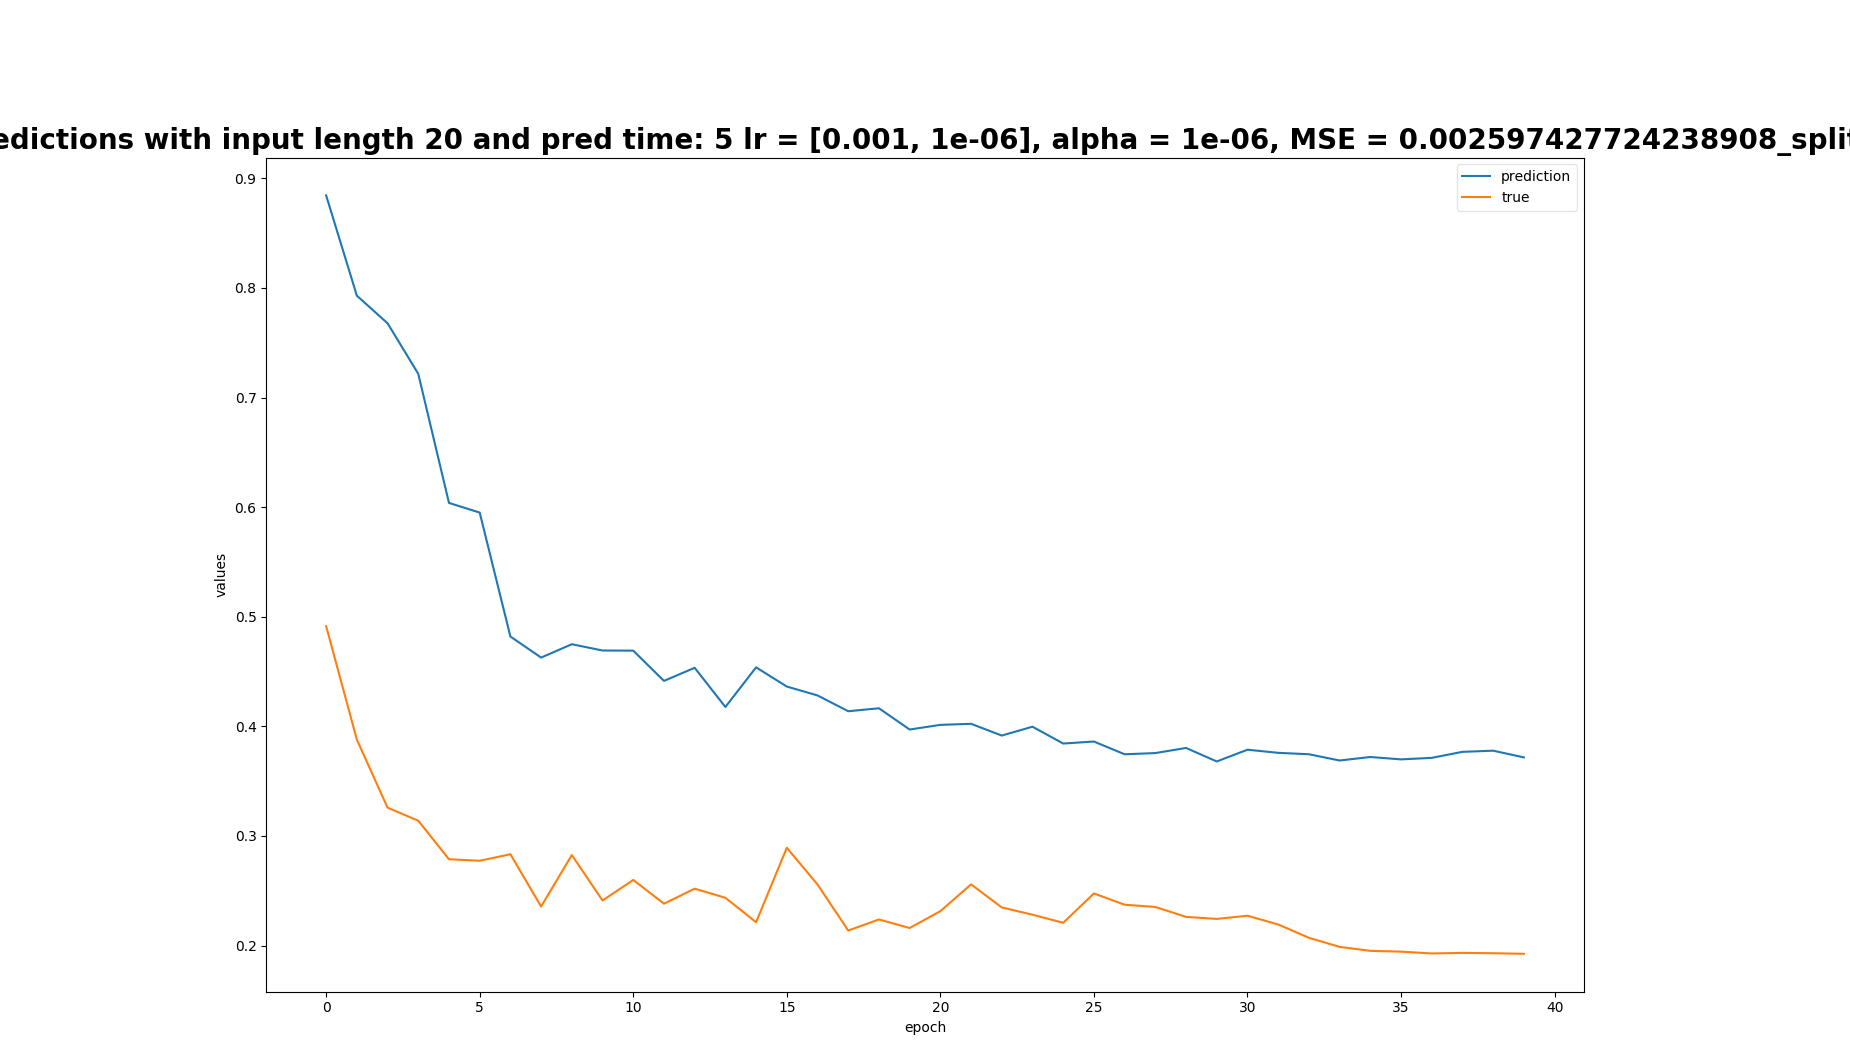 edictions with input length 20 and pred time: 5 lr = [0.001, 1e-06], alpha = 1e-06, MSE = 0.002597427724238908_split
prediction
true
0.9
0.8
0.7
0.6
0.5
0.4
0.3
0.2
values
0 5 10 15 20 25 30 35 40
epoch